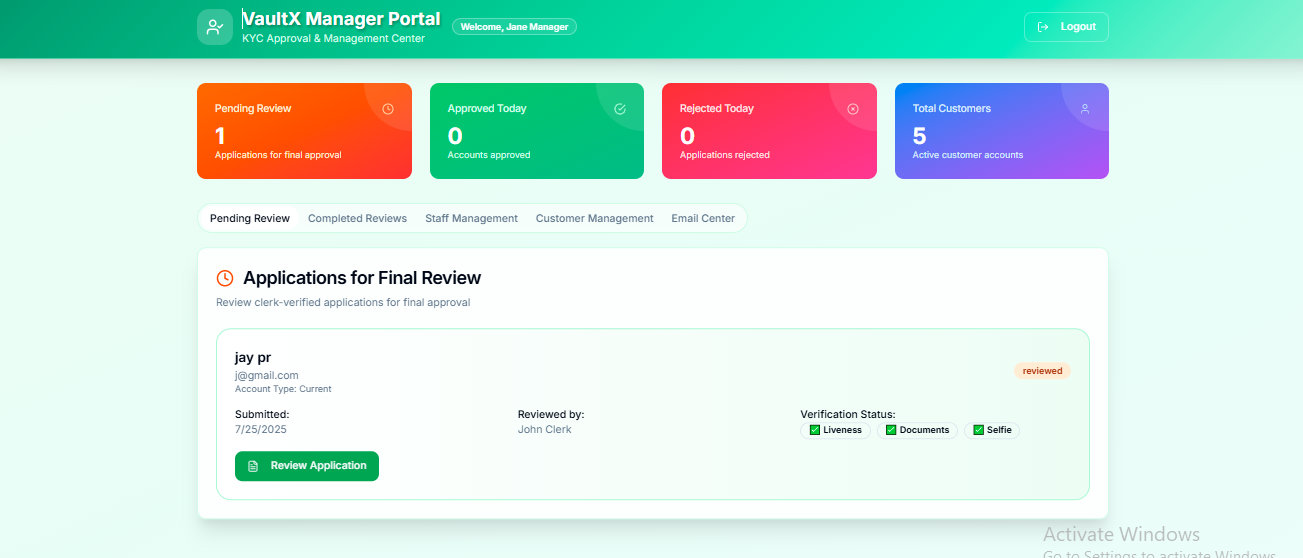 VaultX Manager Portal
KYC Approval & Management Center
Welcome, Jane Manager
Logout
Pending Review
1
Applications for final approval
Approved Today
0
Accounts approved
Rejected Today
0
Applications rejected
Total Customers
5
Active customer accounts
Pending Review Completed Reviews Staff Management Customer Management Email Center
Applications for Final Review
Review clerk-verified applications for final approval
jay pr
j@gmail.com
Account Type: Current
reviewed
Submitted:
7/25/2025
Reviewed by:
John Clerk
Verification Status:
✅ Liveness ✅ Documents ✅ Selfie
Review Application
Activate Windows
Go to Settings to activate Windows.